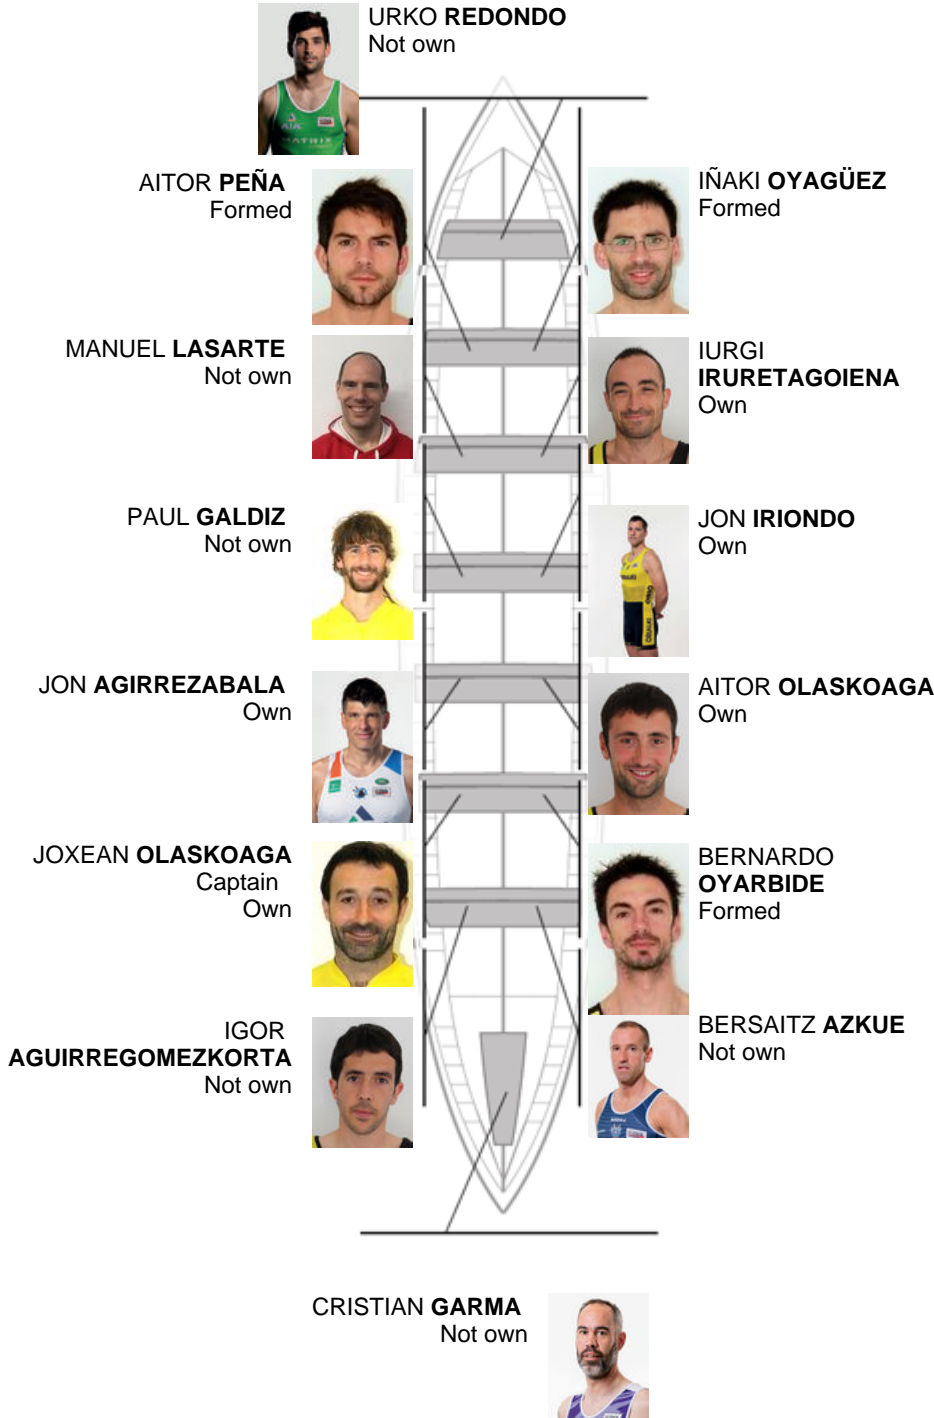 URKO REDONDO
Not own
AITOR PEÑA
Formed
IÑAKI OYAGÜEZ
Formed
MANUEL LASARTE
Not own
IURGI
IRURETAGOIENA
Own
PAUL GALDIZ
Not own
JON IRIONDO
Own
JON AGIRREZABALA
Own
AITOR OLASKOAGA
Own
JOXEAN OLASKOAGA
Captain
Own
BERNARDO
OYARBIDE
Formed
IGOR
AGUIRREGOMEZKORTA
Not own
BERSAITZ AZKUE
Not own
CRISTIAN GARMA
Not own